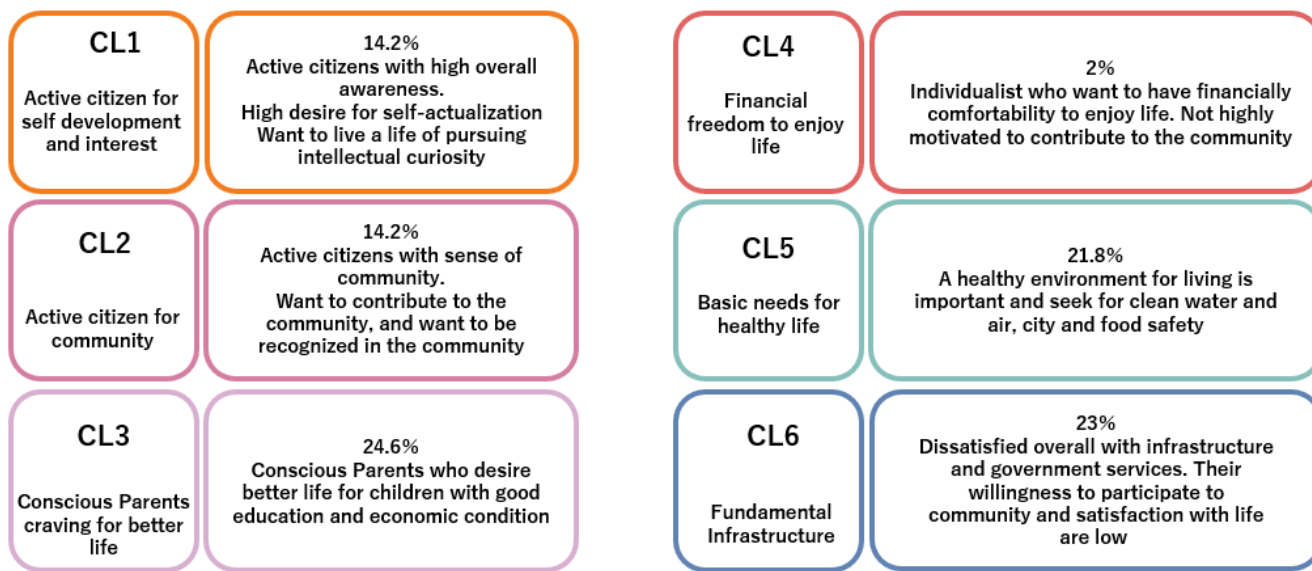 CL1
Active citizen for
self development
and interest
14.2%
Active citizens with high overall
awareness.
High desire for self-actualization
Want to live a life of pursuing
intellectual curiosity
CL2
Active citizen for
community
14.2%
Active citizens with sense of
community.
Want to contribute to the
community, and want to be
recognized in the community
CL3
Conscious Parents
craving for better
life
24.6%
Conscious Parents who desire
better life for children with good
education and economic condition
CL4
Financial
freedom to enjoy
life
2%
Individualist who want to have financially
comfortability to enjoy life. Not highly
motivated to contribute to the community
CL5
Basic needs for
healthy life
21.8%
A healthy environment for living is
important and seek for clean water and
air, city and food safety
CL6
Fundamental
Infrastructure
23%
Dissatisfied overall with infrastructure
and government services. Their
willingness to participate to
community and satisfaction with life
are low